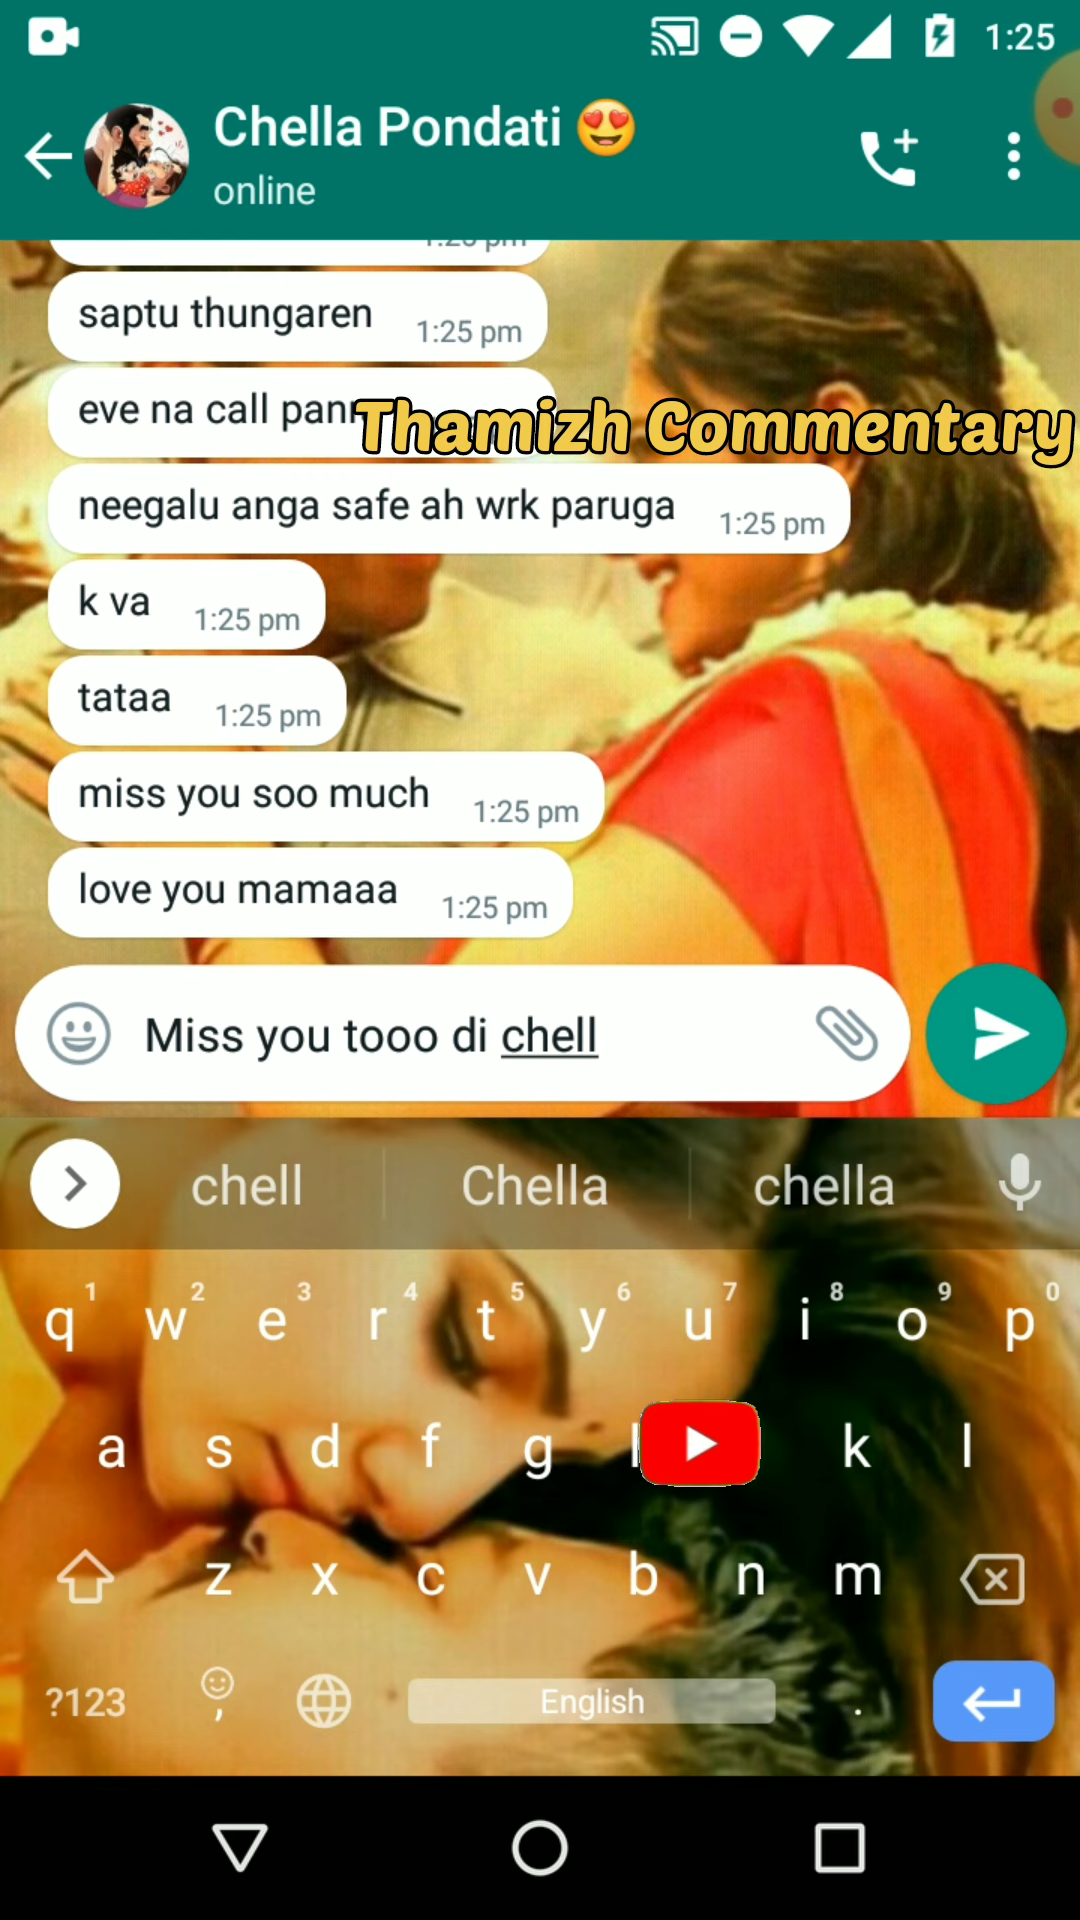 1:25
Chella Pondati 😍
online
saptu thungaren 1:25 pm
eve na call
Thamizh Commentary
neegalu anga safe ah wrk paruga 1:25 pm
k va 1:25 pm
tataa 1:25 pm
miss you soo much 1:25 pm
love you mamaaa 1:25 pm
Miss you tooo di chell
chell Chella chella
1 2 3 4 5 6 7 8 9 0
q w e r t y u i o p
a s d f g k l
z x c v b n m
?123 , English .